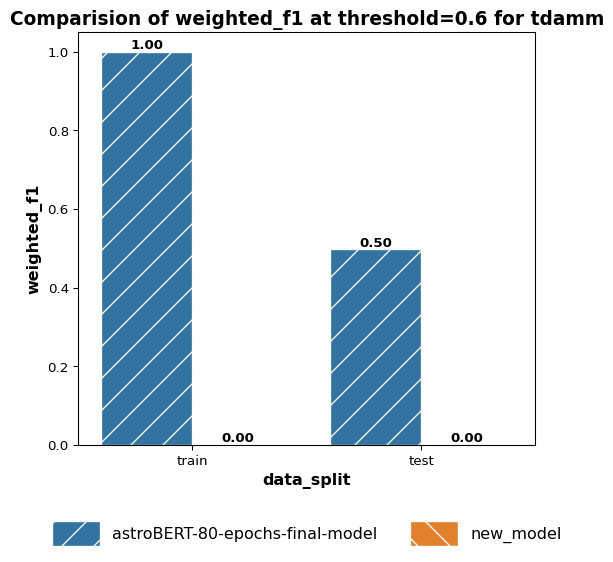 Comparision of weighted_f1 at threshold=0.6 for tdamm
1.00
0.50
0.00
0.00
1.0
0.8
0.6
0.4
0.2
0.0
weighted_f1
train
test
data_split
astroBERT-80-epochs-final-model
new_model